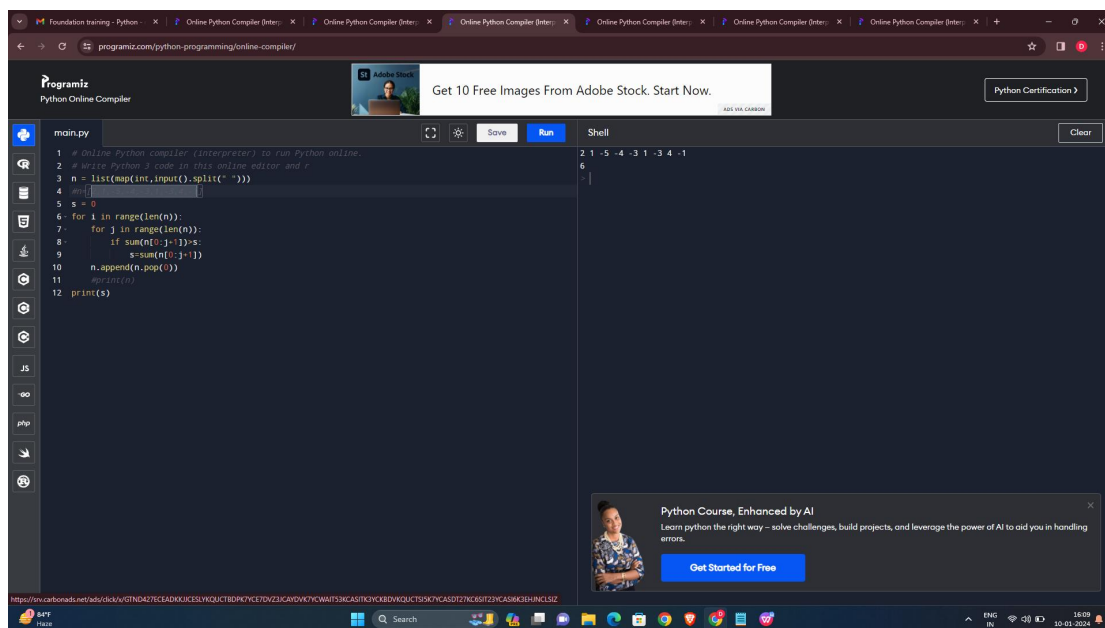 Foundation training - Python -
Online Python Compiler (Interp
Online Python Compiler (Interp
Online Python Compiler (Interp
Online Python Compiler (Interp
Online Python Compiler (Interp
Online Python Compiler (Interp
programiz.com/python-programming/online-compiler/
D
Programiz
Python Online Compiler
St Adobe Stock
Get 10 Free Images From Adobe Stock. Start Now.
ADS VIA CARBON
Python Certification >
main.py
Save
Run
Shell
Clear
1 # Online Python compiler (interpreter) to run Python online.
2 # Write Python 3 code in this online editor and r
3 n = list(map(int,input().split(" ")))
4 #n=[
5 s = 0
6 for i in range(len(n)):
7 for j in range(len(n)):
8 if sum(n[0:j+1])>s:
9 s=sum(n[0:j+1])
10 n.append(n.pop(0))
11 #print(n)
12 print(s)
2 1 -5 -4 -3 1 -3 4 -1
6
>
JS
GO
php
Python Course, Enhanced by AI
Learn python the right way — solve challenges, build projects, and leverage the power of AI to aid you in handling
errors.
Get Started for Free
84°F
Haze
Search
ENG
IN
16:09
10-01-2024